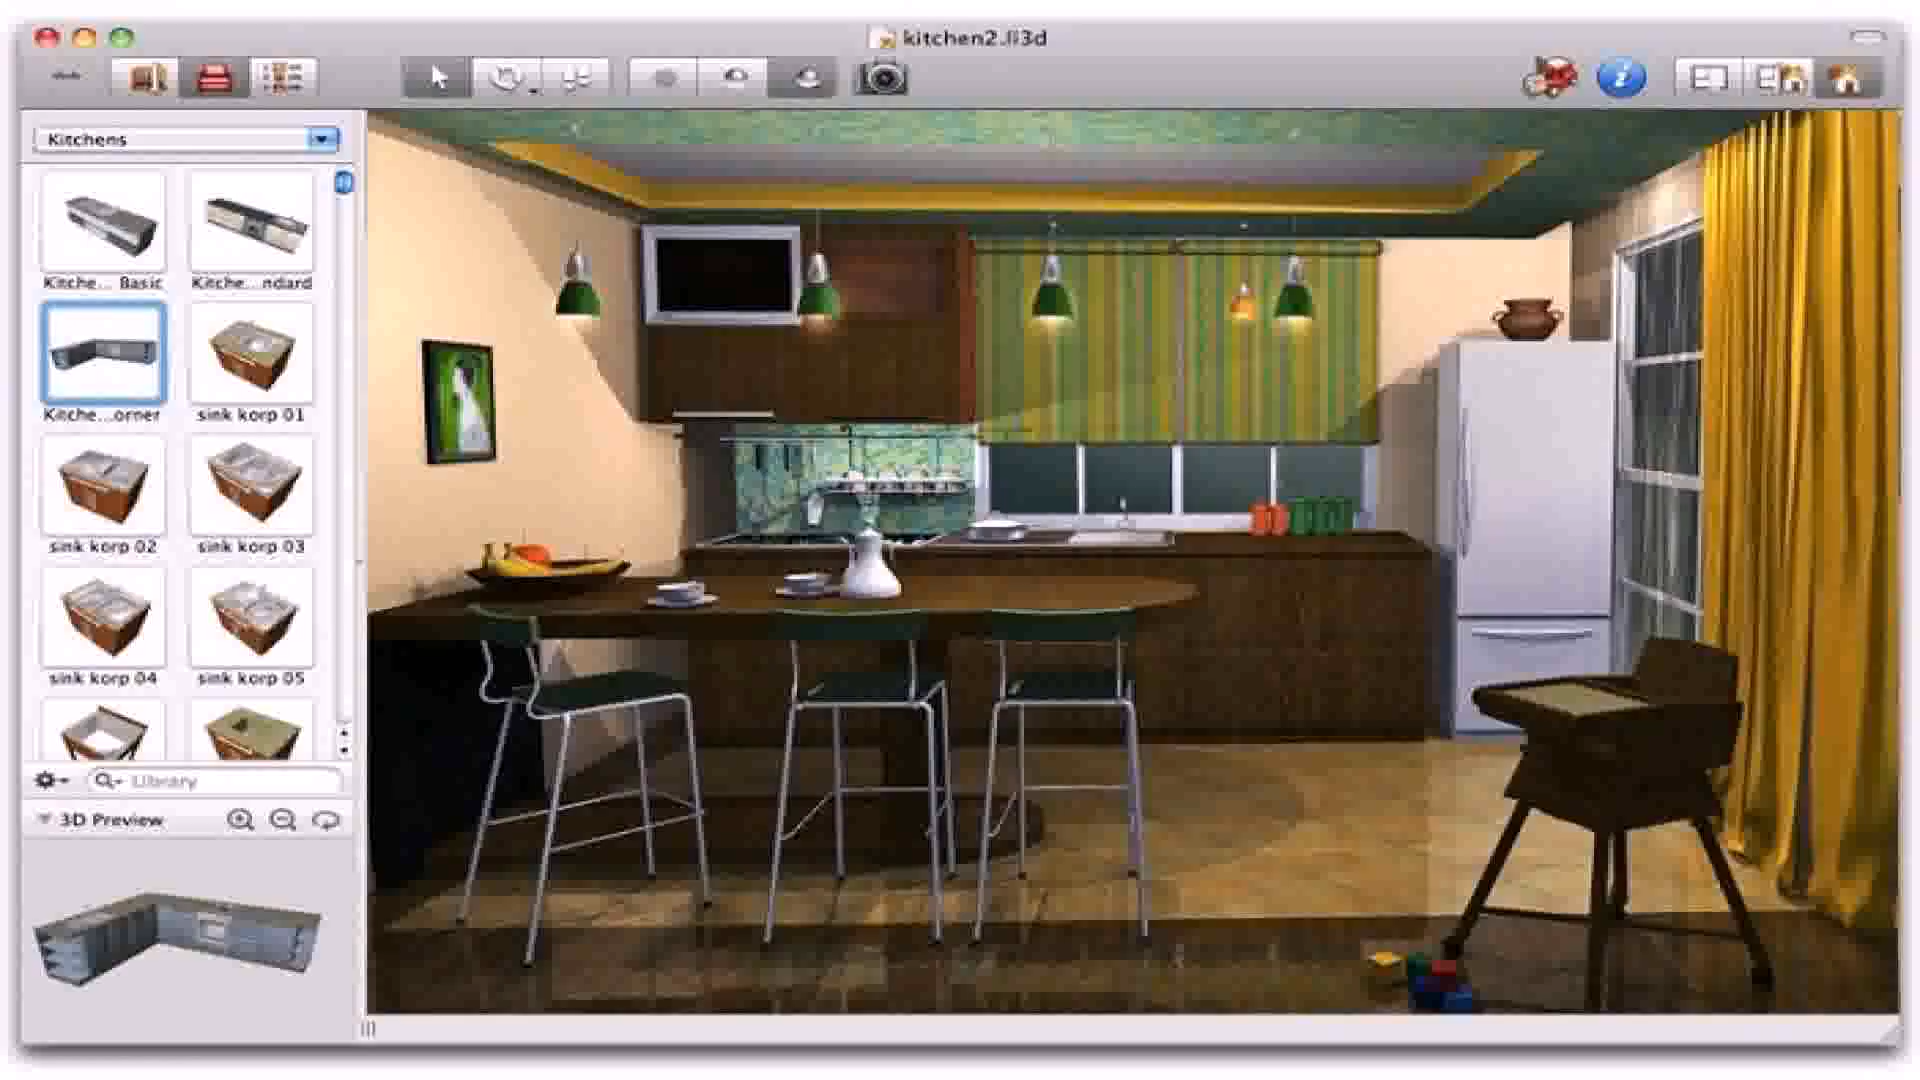 kitchen2.li3d
Kitchens
Kitche... Basic
Kitche...ndard
Kitche...orner
sink korp 01
sink korp 02
sink korp 03
sink korp 04
sink korp 05
Library
3D Preview